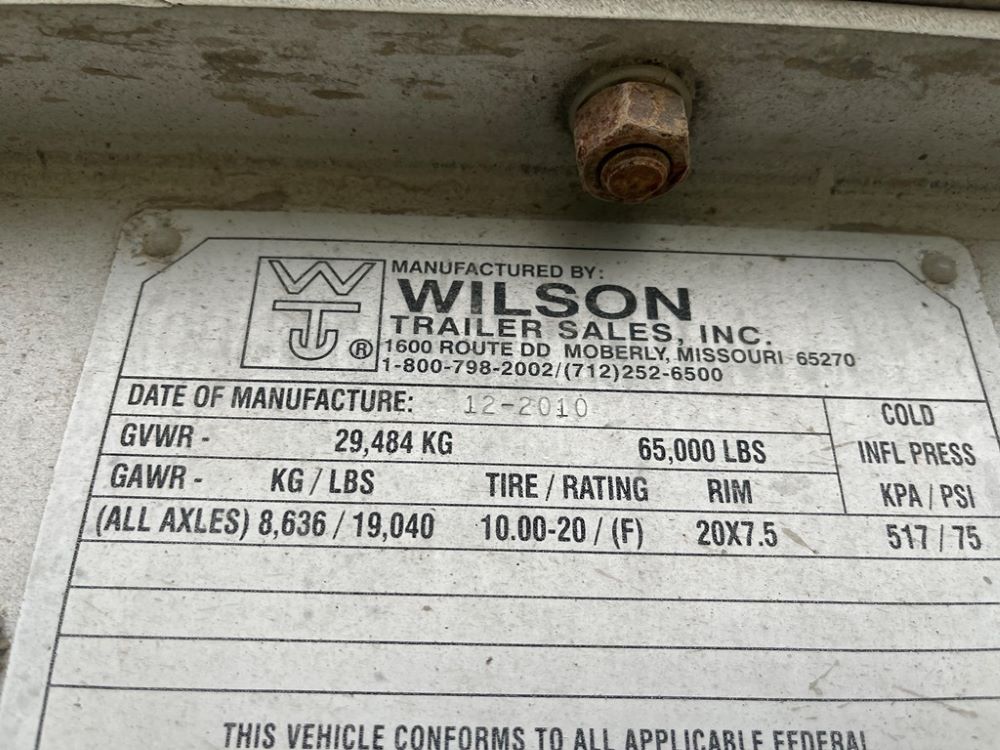 WTJ ®
MANUFACTURED BY:
WILSON
TRAILER SALES, INC.
1600 ROUTE DD MOBERLY, MISSOURI 65270
1-800-798-2002/(712)252-6500
DATE OF MANUFACTURE: 12-2010
COLD
INFL PRESS
KPA / PSI
GVWR - 29,484 KG 65,000 LBS
GAWR - KG / LBS TIRE / RATING RIM
(ALL AXLES) 8,636 / 19,040 10.00-20 / (F) 20X7.5 517 / 75
THIS VEHICLE CONFORMS TO ALL APPLICABLE FEDERAL